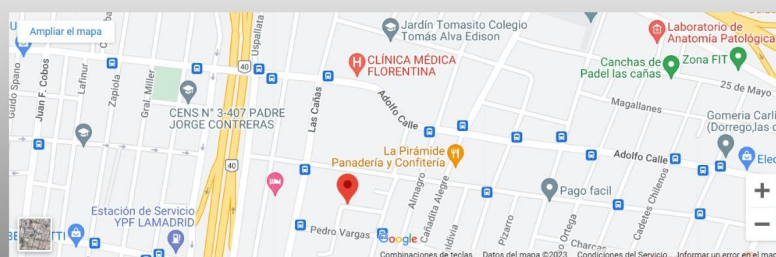 Ampliar el mapa
Jardín Tomasito Colegio
Tomás Alva Edison
Laboratorio de
Anatomía Patológica
CLÍNICA MÉDICA
FLORENTINA
Canchas de
Padel las cañas
Zona FIT
25 de Mayo
Magallanes
Guido Spano
Juan F. Cobos
Lafinur
Zapiola
Gral. Miller
Uspallata
40
Las Cañas
Adolfo Calle
CENS N° 3-407 PADRE
JORGE CONTRERAS
Gomeria Carli
(Dorrego,las c
La Pirámide
Panadería y Confitería
Adolfo Calle
Elec
40
Almagro
Cañadita Alegre
Pago facil
Cadetes Chilenos
Estación de Servicio
YPF LAMADRID
Pedro Vargas
Google
Pizarro
Ortega
Charcas
+
−
Combinaciones de teclas
Datos del mapa ©2023
Condiciones del Servicio
Informar un error en el ma